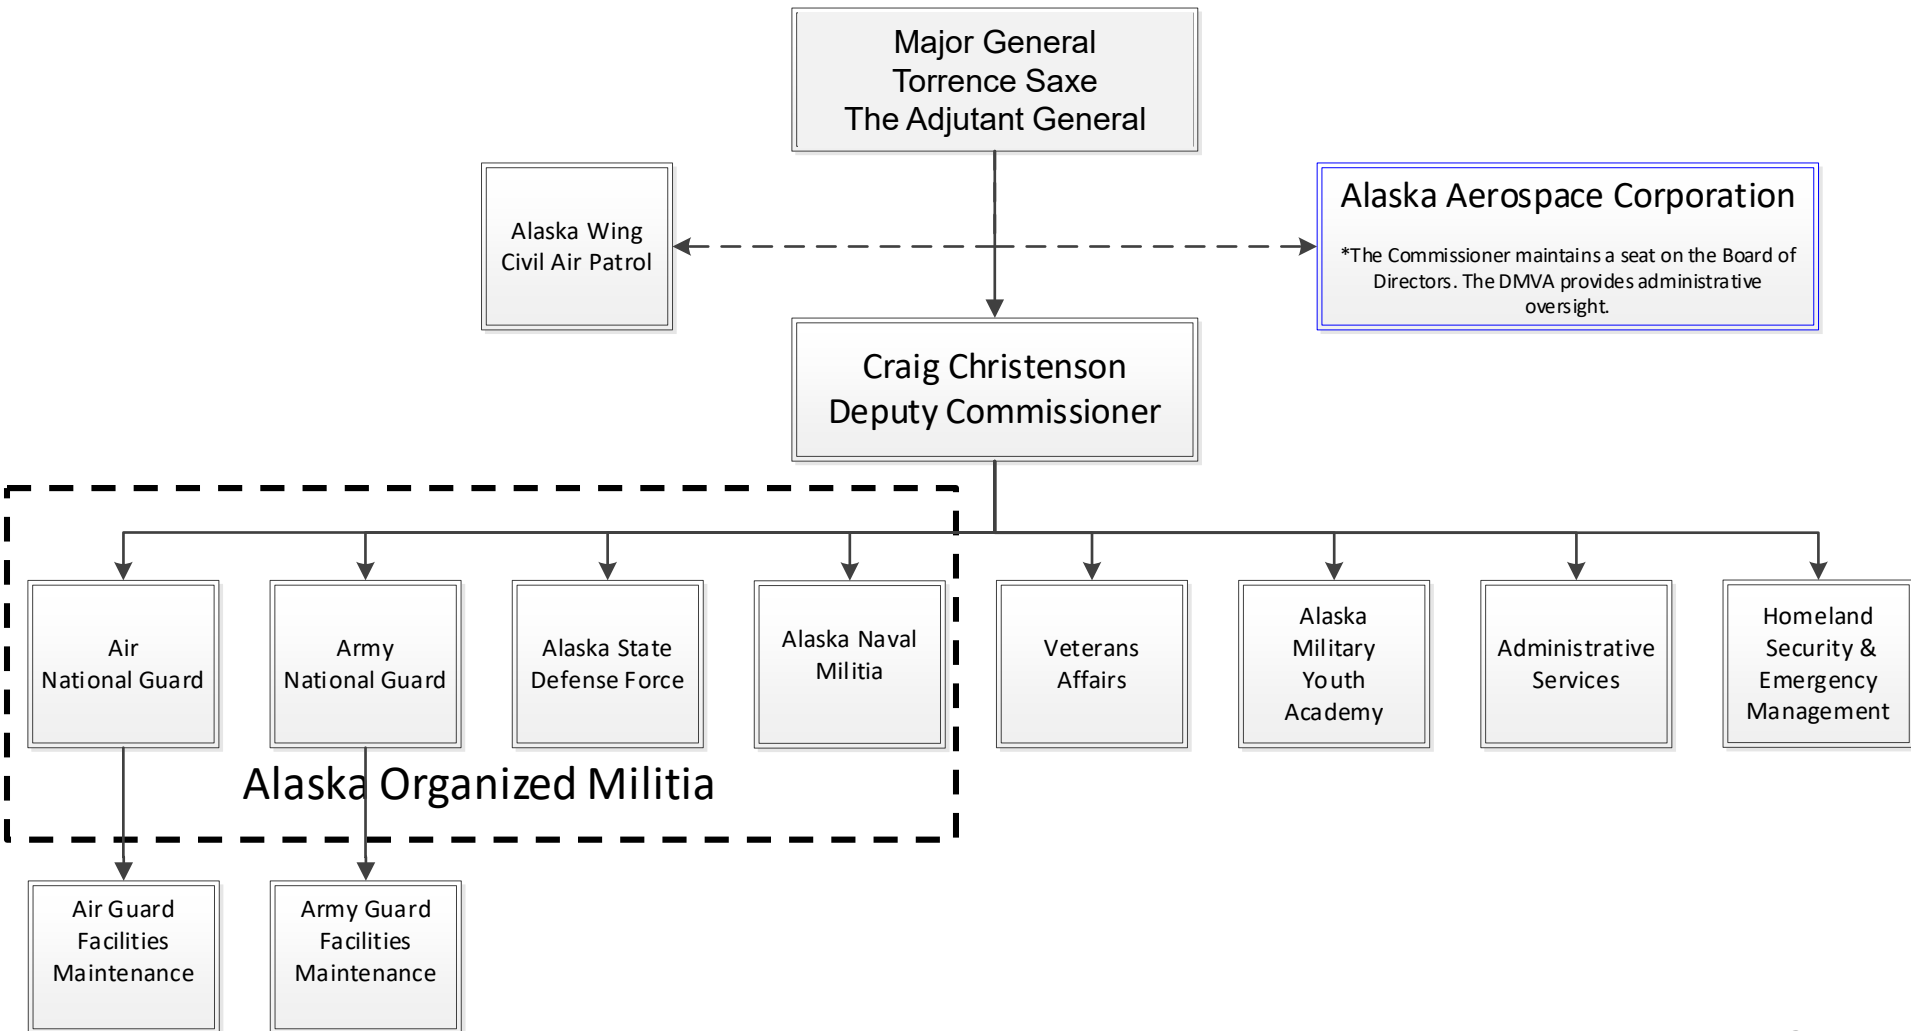 Major General
Torrence Saxe
The Adjutant General
Alaska Wing
Civil Air Patrol
Alaska Aerospace Corporation
*The Commissioner maintains a seat on the Board of
Directors. The DMVA provides administrative
oversight.
Craig Christenson
Deputy Commissioner
Air
National Guard
Army
National Guard
Alaska State
Defense Force
Alaska Naval
Militia
Veterans
Affairs
Alaska
Military
Youth
Academy
Administrative
Services
Homeland
Security &
Emergency
Management
Alaska Organized Militia
Air Guard
Facilities
Maintenance
Army Guard
Facilities
Maintenance